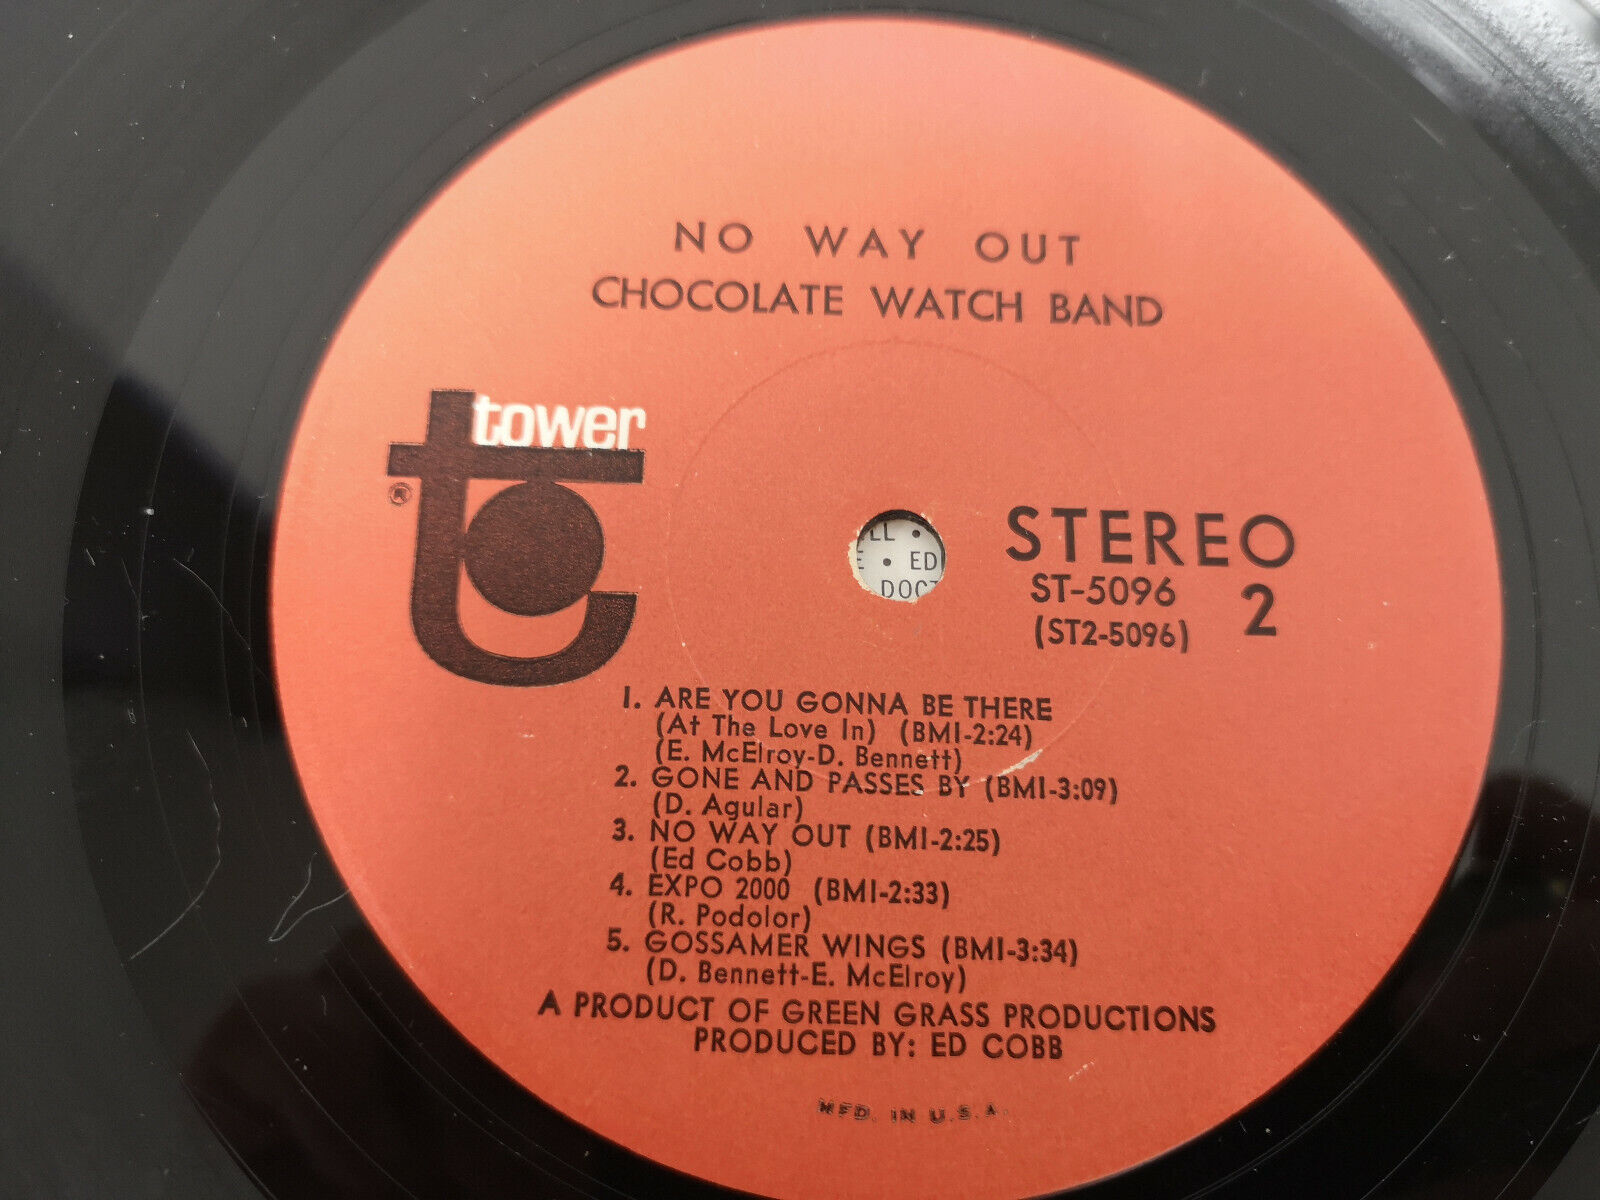 NO WAY OUT
CHOCOLATE WATCH BAND
tower
®
STEREO
ST-5096 2
(ST2-5096)
LL •
• ED
DOC
1. ARE YOU GONNA BE THERE
(At The Love In) (BMI-2:24)
(E. McElroy-D. Bennett)
2. GONE AND PASSES BY (BMI-3:09)
(D. Agular)
3. NO WAY OUT (BMI-2:25)
(Ed Cobb)
4. EXPO 2000 (BMI-2:33)
(R. Podolor)
5. GOSSAMER WINGS (BMI-3:34)
(D. Bennett-E. McElroy)
A PRODUCT OF GREEN GRASS PRODUCTIONS
PRODUCED BY: ED COBB
MFD. IN U.S.A.